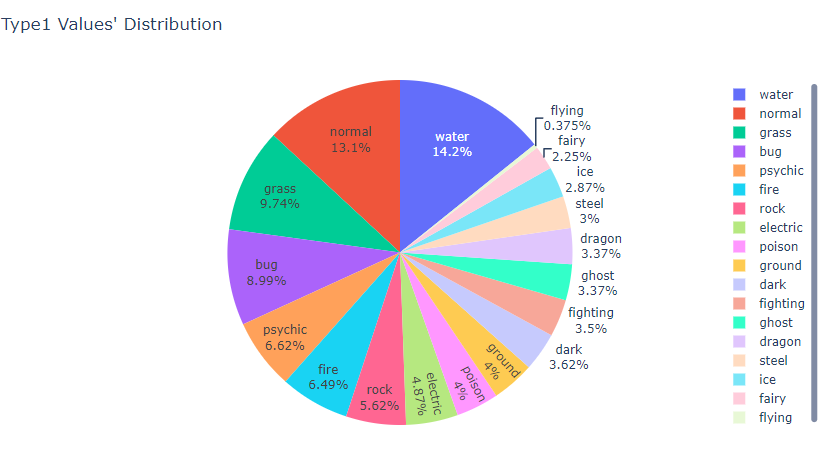 Type1 Values' Distribution
water
14.2%
flying
0.375%
fairy
2.25%
ice
2.87%
steel
3%
dragon
3.37%
ghost
3.37%
fighting
3.5%
dark
3.62%
ground
4%
poison
4%
electric
4.87%
rock
5.62%
fire
6.49%
psychic
6.62%
bug
8.99%
grass
9.74%
normal
13.1%
water
normal
grass
bug
psychic
fire
rock
electric
poison
ground
dark
fighting
ghost
dragon
steel
ice
fairy
flying